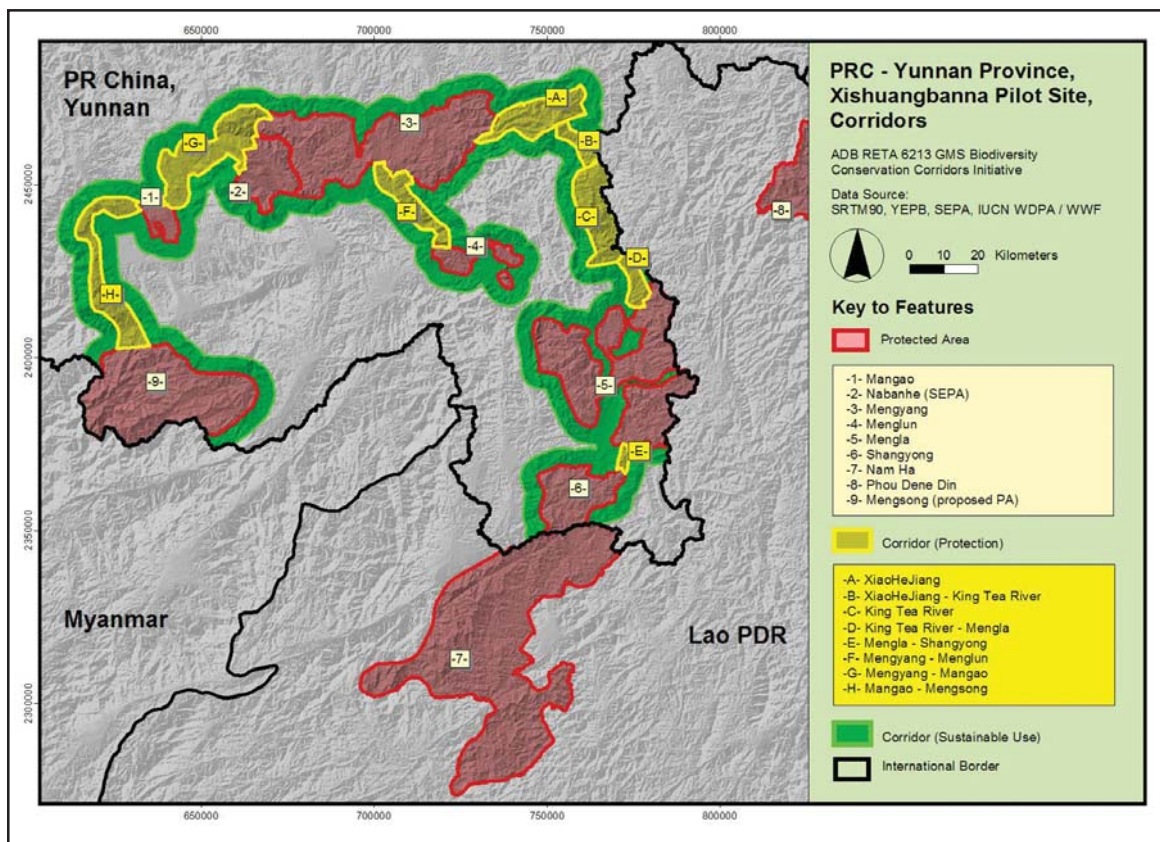 650000
700000
750000
800000
PR China,
Yunnan
Myanmar
Lao PDR
-A-
-B-
-3-
-G-
-1-
-2-
-F-
-C-
-8-
-4-
-D-
-H-
-9-
-5-
-E-
-6-
-7-
2450000
2400000
2350000
2300000
650000
700000
750000
800000
PRC - Yunnan Province,
Xishuangbanna Pilot Site,
Corridors
ADB RETA 6213 GMS Biodiversity
Conservation Corridors Initiative
Data Source:
SRTM90, YEPB, SEPA, IUCN WDPA / WWF
0 10 20 Kilometers
Key to Features
Protected Area
-1- Mangao
-2- Nabanhe (SEPA)
-3- Mengyang
-4- Menglun
-5- Mengla
-6- Shangyong
-7- Nam Ha
-8- Phou Dene Din
-9- Mengsong (proposed PA)
Corridor (Protection)
-A- XiaoHeJiang
-B- XiaoHeJiang - King Tea River
-C- King Tea River
-D- King Tea River - Mengla
-E- Mengla - Shangyong
-F- Mengyang - Menglun
-G- Mengyang - Mangao
-H- Mangao - Mengsong
Corridor (Sustainable Use)
International Border